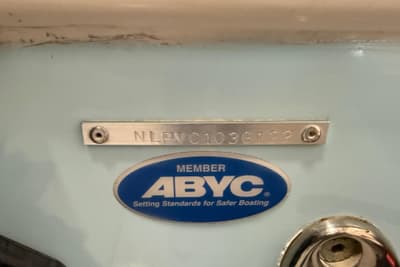 MEMBER
ABYC®
Setting Standards for Safer Boating